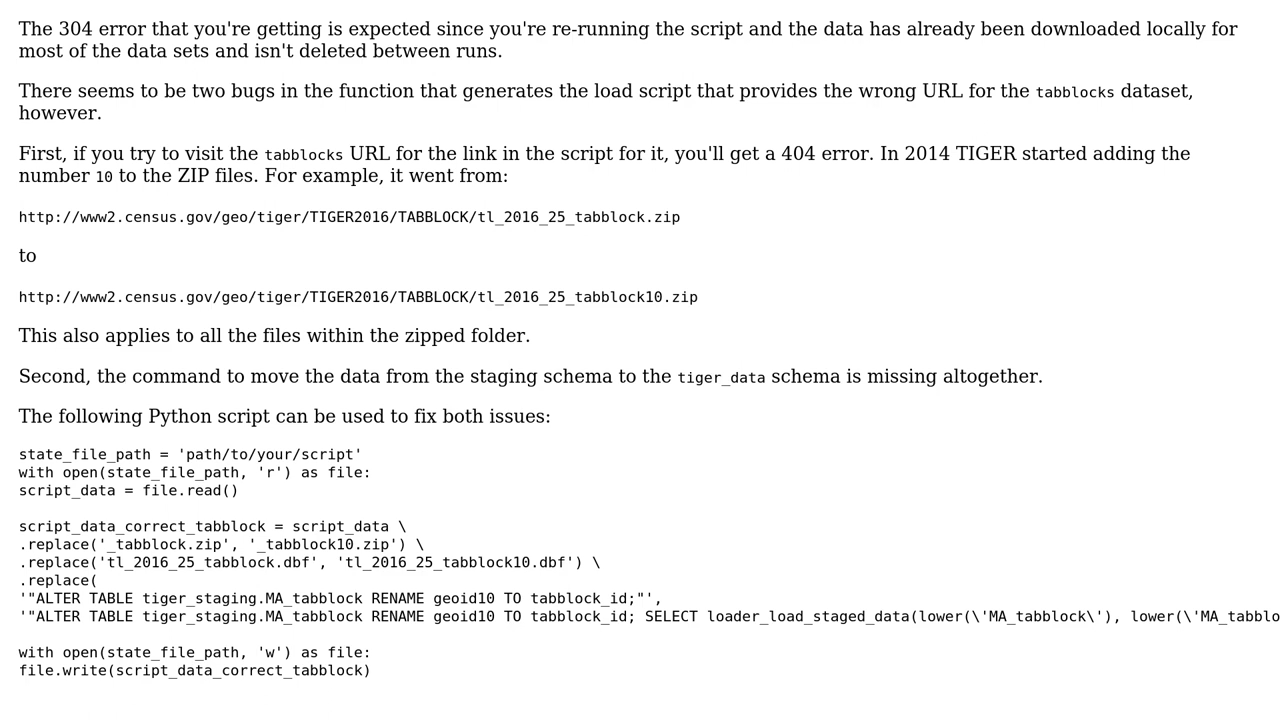 The 304 error that you're getting is expected since you're re-running the script and the data has already been downloaded locally for
most of the data sets and isn't deleted between runs.
There seems to be two bugs in the function that generates the load script that provides the wrong URL for the tabblocks dataset,
however.
First, if you try to visit the tabblocks URL for the link in the script for it, you'll get a 404 error. In 2014 TIGER started adding the
number 10 to the ZIP files. For example, it went from:
http://www2.census.gov/geo/tiger/TIGER2016/TABBLOCK/tl_2016_25_tabblock.zip
to
http://www2.census.gov/geo/tiger/TIGER2016/TABBLOCK/tl_2016_25_tabblock10.zip
This also applies to all the files within the zipped folder.
Second, the command to move the data from the staging schema to the tiger_data schema is missing altogether.
The following Python script can be used to fix both issues:
state_file_path = 'path/to/your/script'
with open(state_file_path, 'r') as file:
script_data = file.read()
script_data_correct_tabblock = script_data \
.replace('_tabblock.zip', '_tabblock10.zip') \
.replace('tl_2016_25_tabblock.dbf', 'tl_2016_25_tabblock10.dbf') \
.replace(
'"ALTER TABLE tiger_staging.MA_tabblock RENAME geoid10 TO tabblock_id;"',
'"ALTER TABLE tiger_staging.MA_tabblock RENAME geoid10 TO tabblock_id; SELECT loader_load_staged_data(lower(\'MA_tabblock\'), lower(\'MA_tabblo
with open(state_file_path, 'w') as file:
file.write(script_data_correct_tabblock)